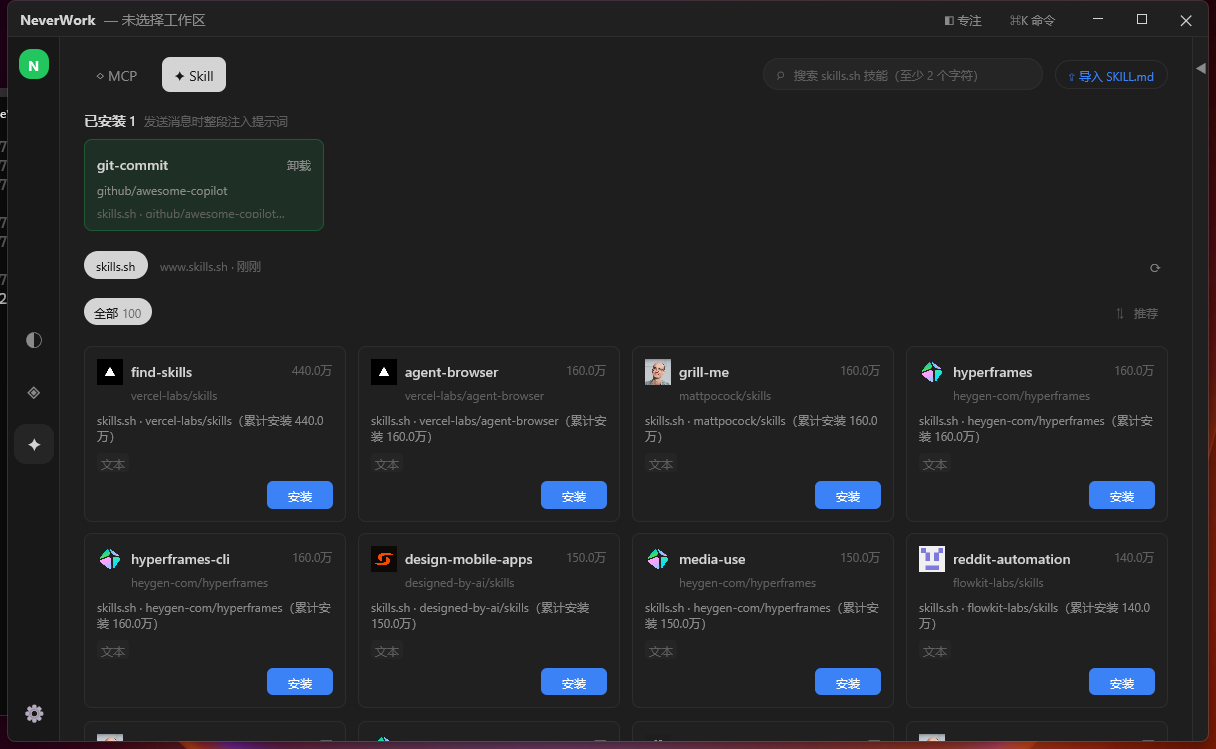 NeverWork — 未选择工作区
专注
⌘K 命令
N
MCP
Skill
搜索 skills.sh 技能（至少 2 个字符）
导入 SKILL.md
已安装 1 发送消息时整段注入提示词
git-commit 卸载
github/awesome-copilot
skills.sh · github/awesome-copilot...
skills.sh www.skills.sh · 刚刚
全部 100
推荐
find-skills 440.0万
vercel-labs/skills
skills.sh · vercel-labs/skills（累计安装 440.0
万）
文本
安装
agent-browser 160.0万
vercel-labs/agent-browser
skills.sh · vercel-labs/agent-browser（累计安
装 160.0万）
文本
安装
grill-me 160.0万
mattpocock/skills
skills.sh · mattpocock/skills（累计安装 160.0
万）
文本
安装
hyperframes 160.0万
heygen-com/hyperframes
skills.sh · heygen-com/hyperframes（累计安
装 160.0万）
文本
安装
hyperframes-cli 160.0万
heygen-com/hyperframes
skills.sh · heygen-com/hyperframes（累计安
装 160.0万）
文本
安装
design-mobile-apps 150.0万
designed-by-ai/skills
skills.sh · designed-by-ai/skills（累计安装
150.0万）
文本
安装
media-use 150.0万
heygen-com/hyperframes
skills.sh · heygen-com/hyperframes（累计安
装 150.0万）
文本
安装
reddit-automation 140.0万
flowkit-labs/skills
skills.sh · flowkit-labs/skills（累计安装 140.0
万）
文本
安装